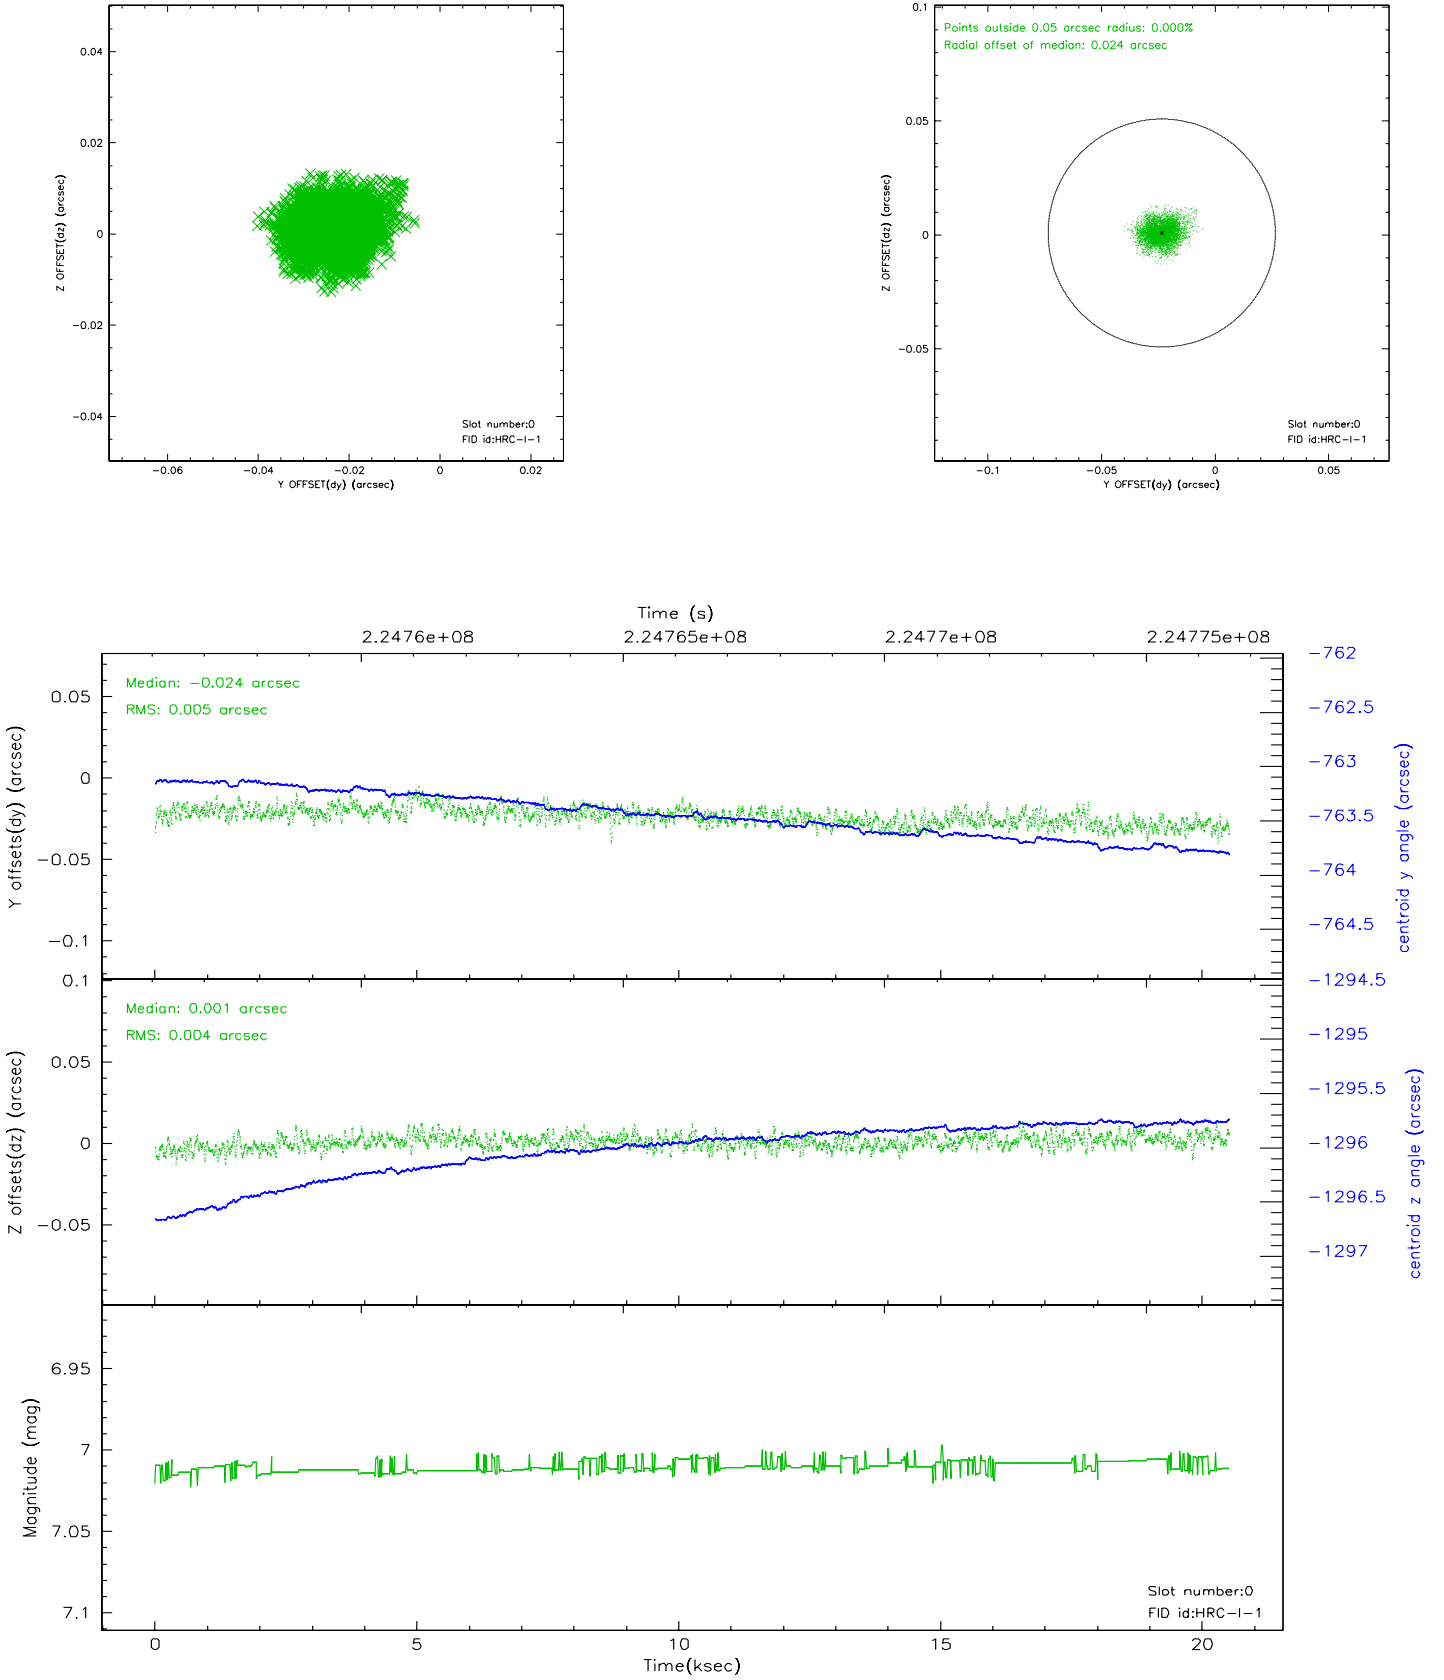 0.04
0.02
0
−0.02
−0.04
Z OFFSET(dz) (arcsec)
Slot number:0
FID id:HRC−I−1
−0.06 −0.04 −0.02 0 0.02
Y OFFSET(dy) (arcsec)
0.1
0.05
0
−0.05
Z OFFSET(dz) (arcsec)
Points outside 0.05 arcsec radius: 0.000%
Radial offset of median: 0.024 arcsec
Slot number:0
FID id:HRC−I−1
−0.1 −0.05 0 0.05
Y OFFSET(dy) (arcsec)
Time (s)
2.2476e+08 2.24765e+08 2.2477e+08 2.24775e+08
Median: −0.024 arcsec
RMS: 0.005 arcsec
0.05
0
−0.05
−0.1
Y offsets(dy) (arcsec)
−762
−762.5
−763
−763.5
−764
−764.5
centroid y angle (arcsec)
Median: 0.001 arcsec
RMS: 0.004 arcsec
0.1
0.05
0
−0.05
Z offsets(dz) (arcsec)
−1294.5
−1295
−1295.5
−1296
−1296.5
−1297
centroid z angle (arcsec)
6.95
7
7.05
7.1
Magnitude (mag)
Slot number:0
FID id:HRC−I−1
0 5 10 15 20
Time(ksec)